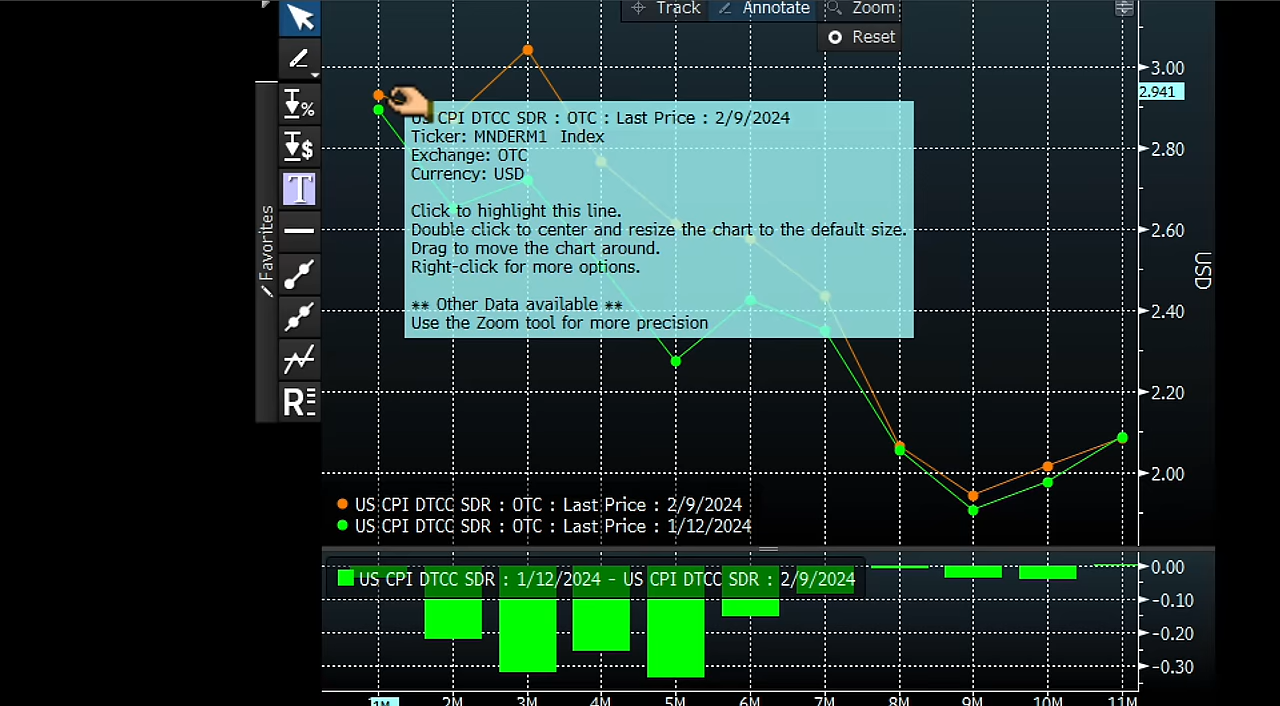 Track Annotate Zoom
Reset
%
$
T
R
Favorites
US CPI DTCC SDR : OTC : Last Price : 2/9/2024
Ticker: MNDERM1 Index
Exchange: OTC
Currency: USD
Click to highlight this line.
Double click to center and resize the chart to the default size.
Drag to move the chart around.
Right-click for more options.
** Other Data available **
Use the Zoom tool for more precision
3.00
2.941
2.80
2.60
2.40
2.20
2.00
USD
US CPI DTCC SDR : OTC : Last Price : 2/9/2024
US CPI DTCC SDR : OTC : Last Price : 1/12/2024
US CPI DTCC SDR : 1/12/2024 - US CPI DTCC SDR : 2/9/2024
0.00
-0.10
-0.20
-0.30
1M 2M 3M 4M 5M 6M 7M 8M 9M 10M 11M